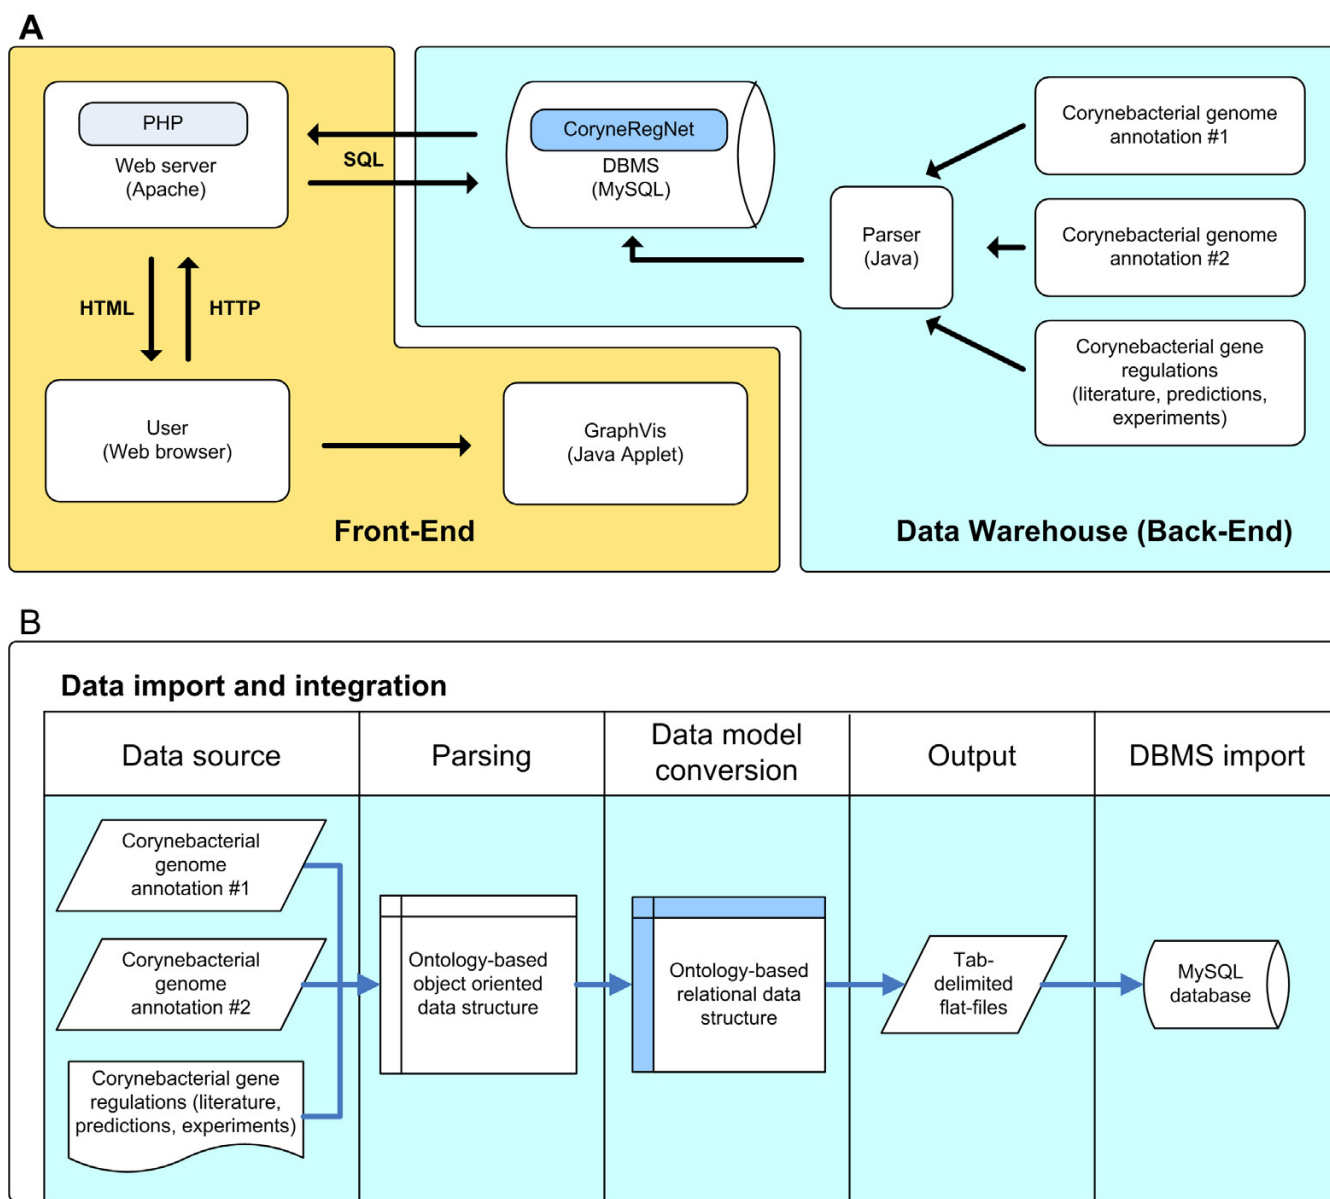 A
PHP
Web server
(Apache)
SQL
CoryneRegNet
DBMS
(MySQL)
Parser
(Java)
Corynebacterial genome
annotation #1
Corynebacterial genome
annotation #2
Corynebacterial gene
regulations
(literature, predictions,
experiments)
HTML
HTTP
User
(Web browser)
GraphVis
(Java Applet)
Front-End
Data Warehouse (Back-End)
B
Data import and integration
Data source
Parsing
Data model
conversion
Output
DBMS import
Corynebacterial
genome
annotation #1
Corynebacterial
genome
annotation #2
Corynebacterial gene
regulations (literature,
predictions, experiments)
Ontology-based
object oriented
data structure
Ontology-based
relational data
structure
Tab-
delimited
flat-files
MySQL
database